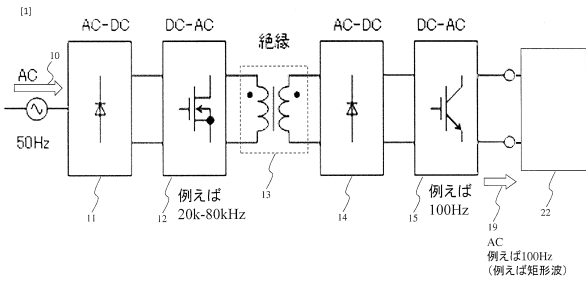 [1]
AC-DC
DC-AC
絶縁
AC-DC
DC-AC
10
AC
50Hz
例えば
20k-80kHz
例えば
100Hz
11
12
13
14
15
19
22
AC
例えば100Hz
（例えば矩形波）